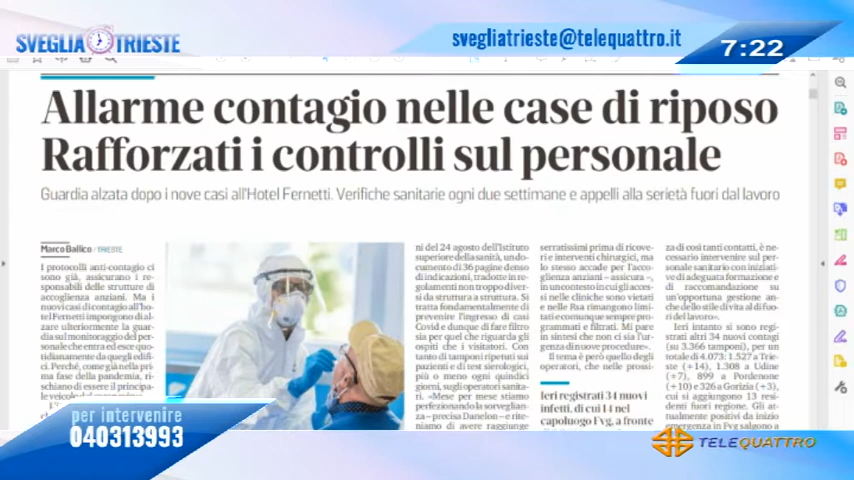 SVEGLIA TRIESTE
svegliatrieste@telequattro.it
7:22
Allarme contagio nelle case di riposo
Rafforzati i controlli sul personale
Guardia alzata dopo i nove casi all'Hotel Fernetti. Verifiche sanitarie ogni due settimane e appelli alla serietà fuori dal lavoro
Marco Ballico / TRIESTE
I protocolli anti-contagio ci
sono già, assicurano i re-
sponsabili delle strutture di
accoglienza anziani. Ma i
nuovi casi di contagio all'ho-
tel Fernetti impongono di al-
zare ulteriormente la guar-
dia sul monitoraggio del per-
sonale che entra ed esce quo-
tidianamente da quegli edifi-
ci. Perché, come già nella pri-
ma fase della pandemia, ri-
schiano di essere il principa-
le veicolo
ni del 24 agosto dell'Istituto
superiore della sanità, un do-
cumento di 36 pagine denso
di indicazioni, tradotte in re-
golamenti non troppo diver-
si da struttura a struttura. Si
tratta fondamentalmente di
prevenire l'ingresso di casi
Covid e dunque di fare filtro
sia per quel che riguarda gli
ospiti che i visitatori. Con
tanto di tamponi ripetuti sui
pazienti e di test sierologici,
più o meno ogni quindici
giorni, sugli operatori sanita-
ri. «Mese per mese stiamo
perfezionando la sorveglian-
za – precisa Danelon – e rite-
niamo di avere raggiunto
serratissimi prima di ricove-
ri e interventi chirurgici, ma
lo stesso accade per l'acco-
glienza anziani – assicura –,
in un contesto in cui gli acces-
si nelle cliniche sono vietati
e nelle Rsa rimangono limi-
tati e comunque sempre pro-
grammati e filtrati. Mi pare
in sintesi che non ci sia l'ur-
genza di nuove procedure».
Il tema è però quello degli
operatori, che nelle prossi-
Ieri registrati 34 nuovi
infetti, di cui 14 nel
capoluogo Fvg, a fronte
za di così tanti contatti, è ne-
cessario intervenire sul per-
sonale sanitario con iniziati-
ve di adeguata formazione e
di raccomandazione su
un'opportuna gestione an-
che dello stile di vita al di fuo-
ri del lavoro».
Ieri intanto si sono regi-
strati altri 34 nuovi contagi
(su 3.366 tamponi), per un
totale di 4.073: 1.527 a Trie-
ste (+14), 1.308 a Udine
(+7), 899 a Pordenone
(+10) e 326 a Gorizia (+3),
cui si aggiungono 13 resi
denti fuori regione. Gli at-
tualmente positivi da inizio
emergenza in Fvg salgono a
per intervenire
040313993
TELEQUATTRO